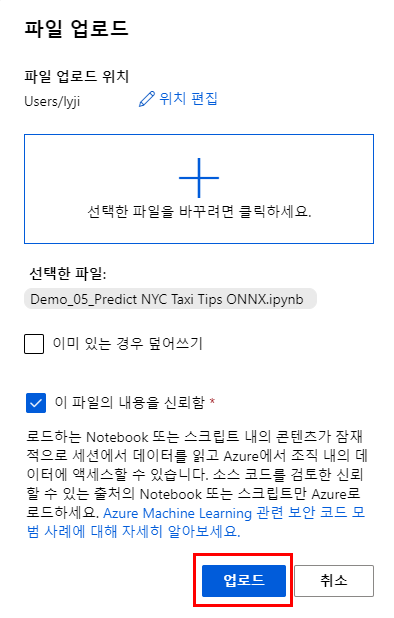 파일 업로드
파일 업로드 위치
Users/lyji
위치 편집
선택한 파일을 바꾸려면 클릭하세요.
선택한 파일:
Demo_05_Predict NYC Taxi Tips ONNX.ipynb
이미 있는 경우 덮어쓰기
이 파일의 내용을 신뢰함 *
로드하는 Notebook 또는 스크립트 내의 콘텐츠가 잠재
적으로 세션에서 데이터를 읽고 Azure에서 조직 내의 데
이터에 액세스할 수 있습니다. 소스 코드를 검토한 신뢰
할 수 있는 출처의 Notebook 또는 스크립트만 Azure로
로드하세요. Azure Machine Learning 관련 보안 코드 모
범 사례에 대해 자세히 알아보세요.
업로드
취소